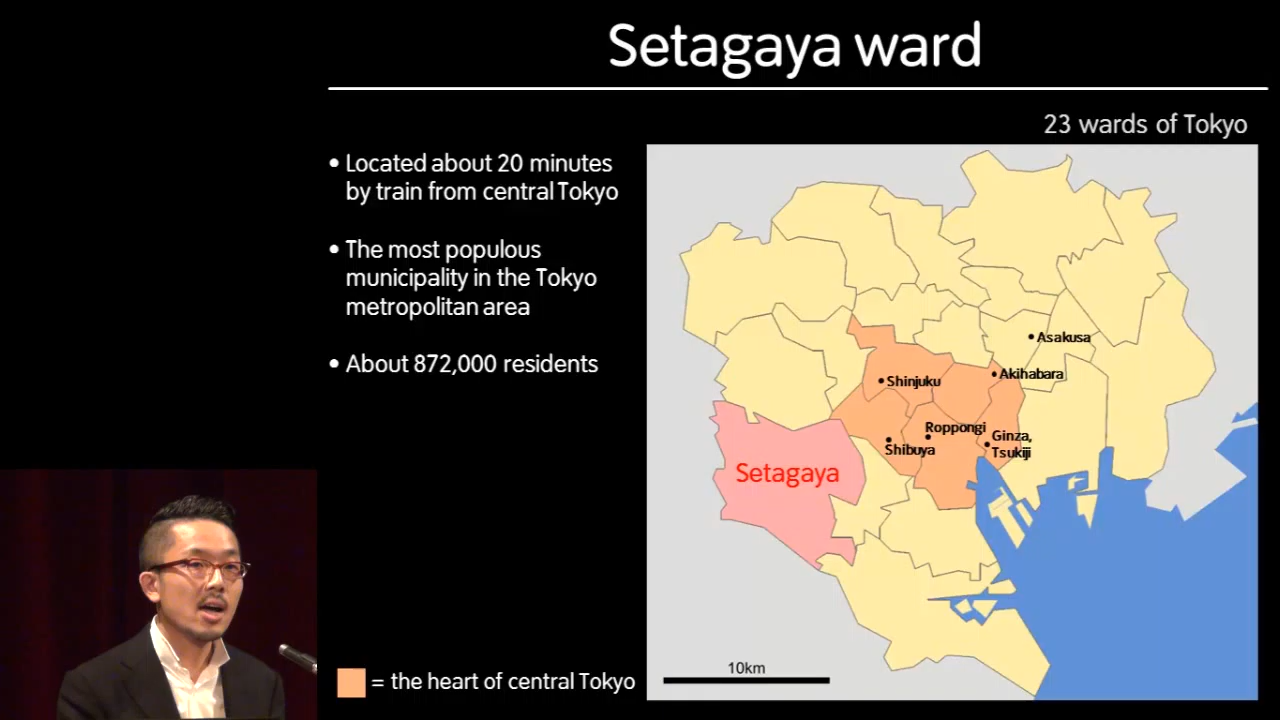 Setagaya ward
23 wards of Tokyo
• Located about 20 minutes
by train from central Tokyo
• The most populous
municipality in the Tokyo
metropolitan area
• About 872,000 residents
Asakusa
Akihabara
Shinjuku
Roppongi
Ginza,
Tsukiji
Shibuya
Setagaya
10km
= the heart of central Tokyo